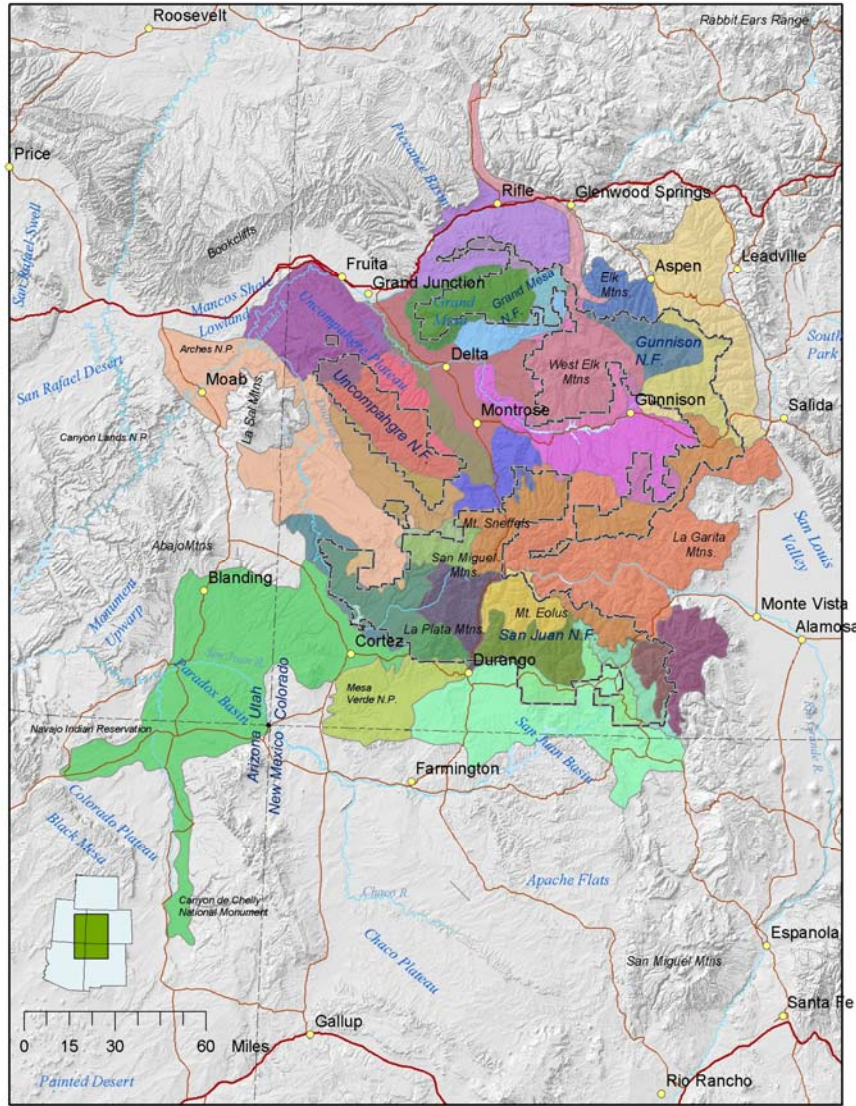 Roosevelt
Rabbit Ears Range
Price
Piceance Basin
Rifle
Glenwood Springs
San Rafael Swell
Bookcliffs
Fruita
Grand Junction
Elk
Mtns.
Aspen
Leadville
Mancos Shale
Lowland
Grand Mesa
N.F.
Grand
Mesa
Uncompahgre Plateau
Arches N.P.
Gunnison
N.F.
South
Park
San Rafael Desert
Moab
Delta
West Elk
Mtns
La Sal Mtns.
Uncompahgre N.F.
Montrose
Gunnison
Salida
Canyon Lands N.P.
Mt. Sneffels
San Miguel
Mtns.
La Garita
Mtns.
San Louis
Valley
Abajo Mtns
Blanding
Monument
Upwarp
Mt. Eolus
La Plata Mtns.
San Juan N.F.
Monte Vista
Alamosa
San Juan R.
Cortez
Durango
Paradox Basin
Mesa
Verde N.P.
Utah
Colorado
Navajo Indian Reservation
Arizona
New Mexico
San Juan Basin
Rio Grande R.
Farmington
Colorado Plateau
Black Mesa
Apache Flats
Chaco R.
Canyon de Chelly
National Monument
Chaco Plateau
Espanola
San Miguel Mtns
Santa Fe
Gallup
0 15 30 60
Miles
Painted Desert
Rio Rancho